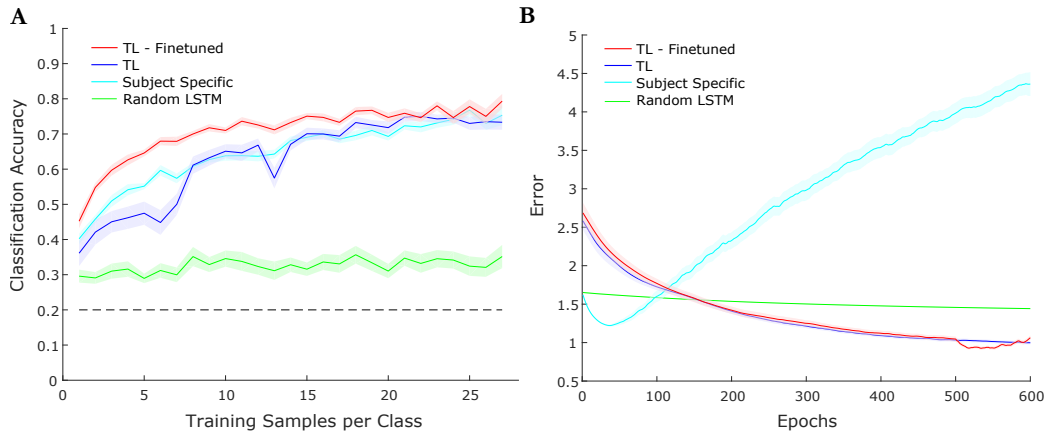 A
TL - Finetuned
TL
Subject Specific
Random LSTM
Classification Accuracy
1
0.9
0.8
0.7
0.6
0.5
0.4
0.3
0.2
0.1
0
0
5
10
15
20
25
Training Samples per Class
B
TL - Finetuned
TL
Subject Specific
Random LSTM
Error
5
4.5
4
3.5
3
2.5
2
1.5
1
0.5
0
100
200
300
400
500
600
Epochs